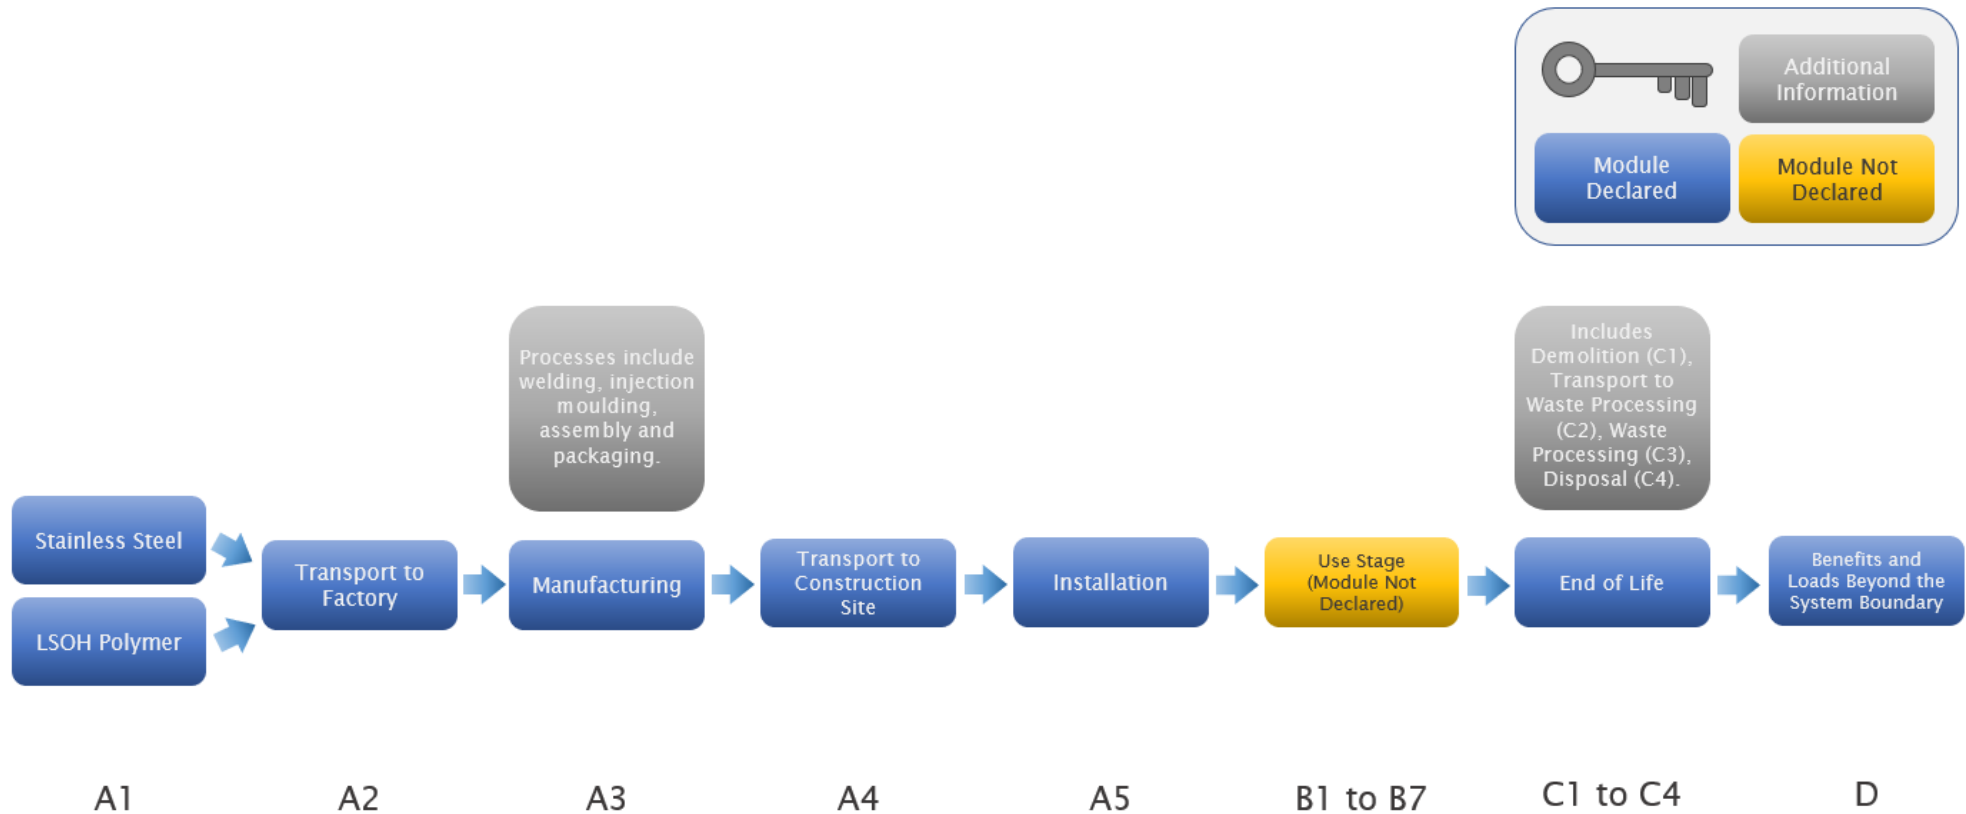 Additional
Information
Module
Declared
Module Not
Declared
Processes include
welding, injection
moulding,
assembly and
packaging.
Includes
Demolition (C1),
Transport to
Waste Processing
(C2), Waste
Processing (C3),
Disposal (C4).
Stainless Steel
LSOH Polymer
Transport to
Factory
Manufacturing
Transport to
Construction
Site
Installation
Use Stage
(Module Not
Declared)
End of Life
Benefits and
Loads Beyond the
System Boundary
A1
A2
A3
A4
A5
B1 to B7
C1 to C4
D